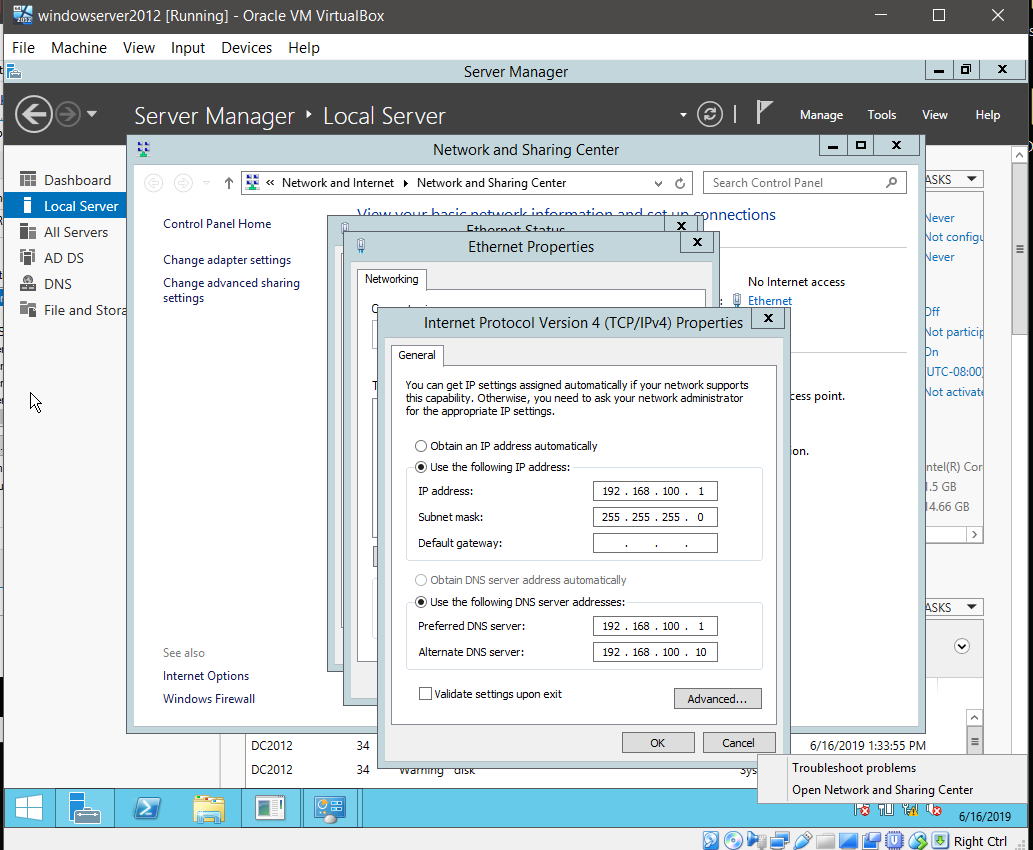 windowserver2012 [Running] - Oracle VM VirtualBox
File Machine View Input Devices Help
Server Manager
Server Manager ‣ Local Server
Manage Tools View Help
Network and Sharing Center
Dashboard
Local Server
All Servers
AD DS
DNS
File and Stora
« Network and Internet ▸ Network and Sharing Center
Search Control Panel
ASKS
Control Panel Home
Change adapter settings
Change advanced sharing
settings
View your basic network information and set up connections
Never
Not configu
Never
Ethernet Status
Ethernet Properties
Networking
No Internet access
Ethernet
Off
Not particip
On
(UTC-08:00)
Not activate
Internet Protocol Version 4 (TCP/IPv4) Properties
General
You can get IP settings assigned automatically if your network supports
this capability. Otherwise, you need to ask your network administrator
for the appropriate IP settings.
cess point.
Obtain an IP address automatically
Use the following IP address:
on.
IP address: 192 . 168 . 100 . 1
Subnet mask: 255 . 255 . 255 . 0
Default gateway: . . .
ntel(R) Cor
1.5 GB
14.66 GB
Obtain DNS server address automatically
Use the following DNS server addresses:
Preferred DNS server: 192 . 168 . 100 . 1
Alternate DNS server: 192 . 168 . 100 . 10
ASKS
Validate settings upon exit
Advanced...
OK Cancel
See also
Internet Options
Windows Firewall
DC2012 34 6/16/2019 1:33:55 PM
DC2012 34 Warning disk Sys
Troubleshoot problems
Open Network and Sharing Center
6/16/2019
Right Ctrl